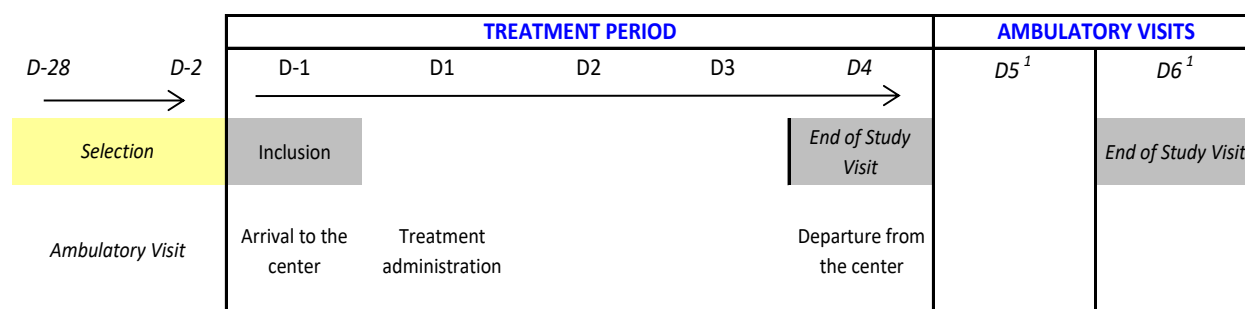 TREATMENT PERIOD AMBULATORY VISITS
D-28 D-2 D-1 D1 D2 D3 D4 D5 1 D6 1
Selection Inclusion End of Study Visit End of Study Visit
Ambulatory Visit Arrival to the center Treatment administration Departure from the center